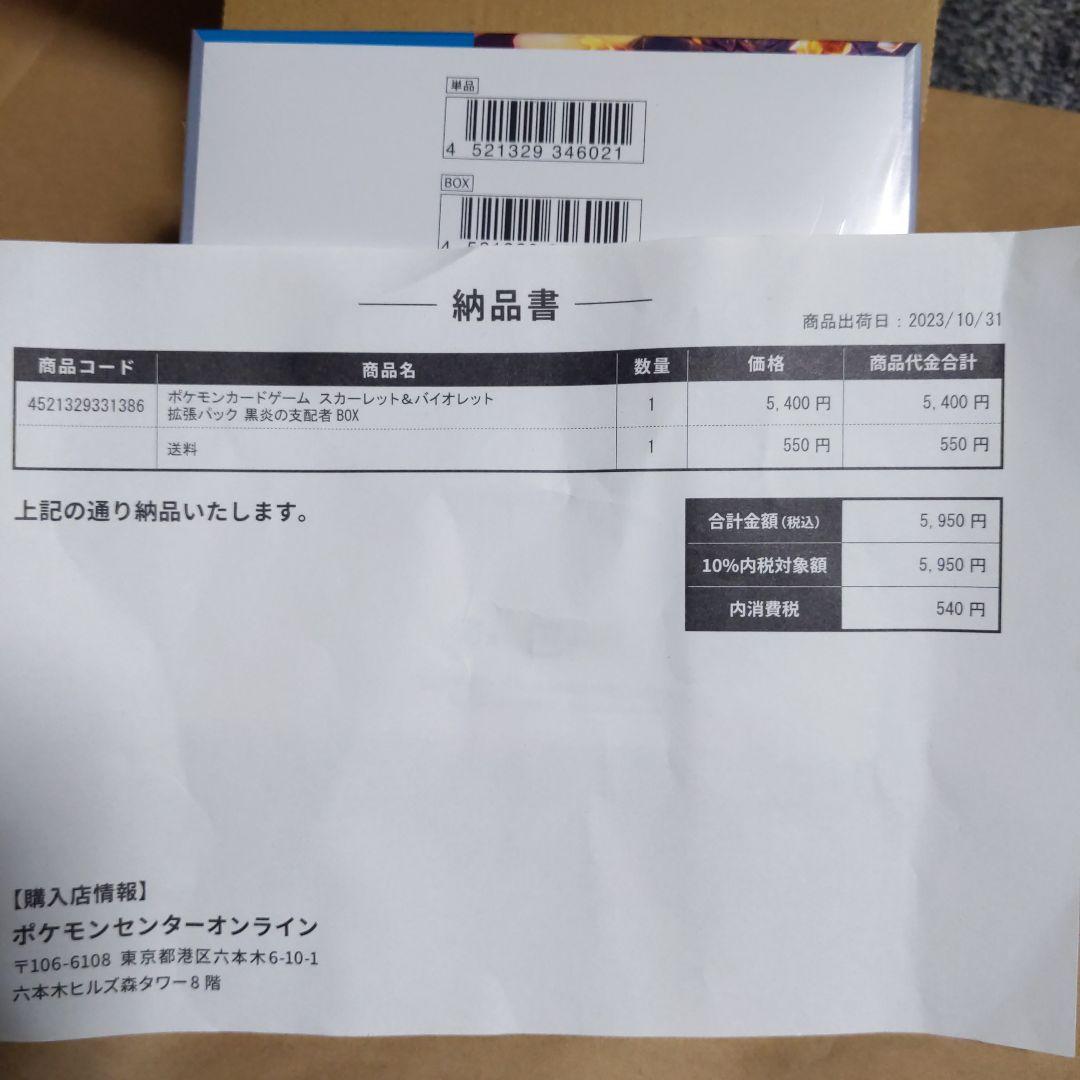 単品
4 521329 346021
BOX
納品書
商品出荷日：2023/10/31
商品コード 商品名 数量 価格 商品代金合計
4521329331386 ポケモンカードゲーム スカーレット&バイオレット 1 5,400 円 5,400 円
拡張パック 黒炎の支配者 BOX
送料 1 550 円 550 円
上記の通り納品いたします。
合計金額(税込) 5,950 円
10%内税対象額 5,950 円
内消費税 540 円
【購入店情報】
ポケモンセンターオンライン
〒106-6108 東京都港区六本木6-10-1
六本木ヒルズ森タワー8階